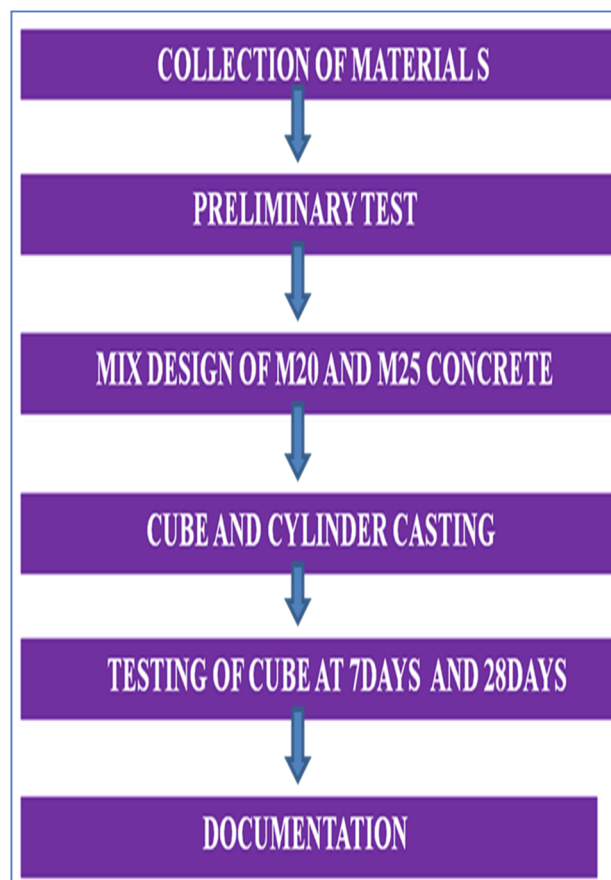 COLLECTION OF MATERIAL S
PRELIMINARY TEST
MIX DESIGN OF M20 AND M25 CONCRETE
CUBE AND CYLINDER CASTING
TESTING OF CUBE AT 7DAYS AND 28DAYS
DOCUMENTATION